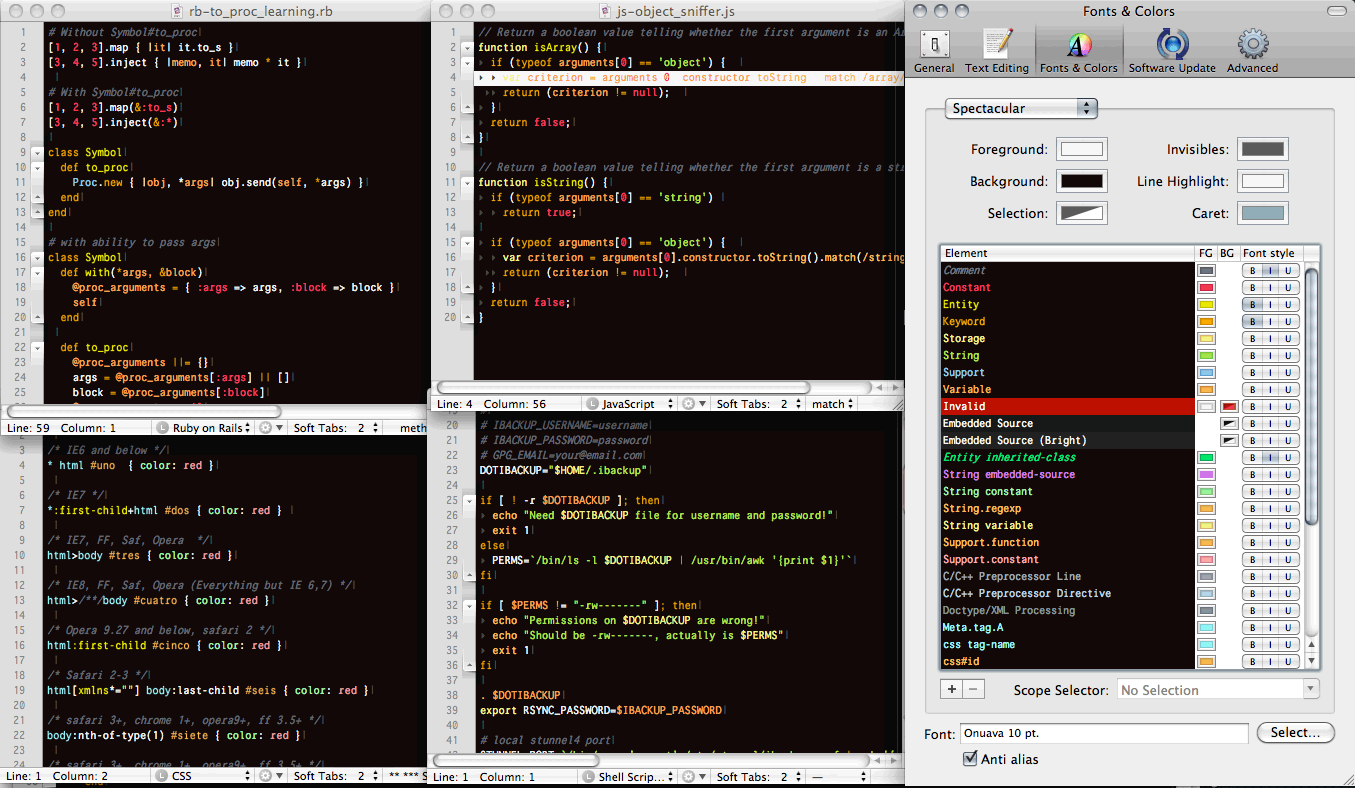 rb-to_proc_learning.rb
1 # Without Symbol#to_proc
2 [1, 2, 3].map { |it| it.to_s }
3 [3, 4, 5].inject { |memo, it| memo * it }
4
5 # With Symbol#to_proc
6 [1, 2, 3].map(&:to_s)
7 [3, 4, 5].inject(&:*)
8
9 class Symbol
10 def to_proc
11 Proc.new { |obj, *args| obj.send(self, *args) }
12 end
13 end
14
15 # with ability to pass args
16 class Symbol
17 def with(*args, &block)
18 @proc_arguments = { :args => args, :block => block }
19 self
20 end
21
22 def to_proc
23 @proc_arguments ||= {}
24 args = @proc_arguments[:args] || []
25 block = @proc_arguments[:block]
Line: 59 Column: 1 Ruby on Rails Soft Tabs: 2 meth
3 /* IE6 and below */
4 * html #uno { color: red }
5
6 /* IE7 */
7 *:first-child+html #dos { color: red }
8
9 /* IE7, FF, Saf, Opera */
10 html>body #tres { color: red }
11
12 /* IE8, FF, Saf, Opera (Everything but IE 6,7) */
13 html>/**/body #cuatro { color: red }
14
15 /* Opera 9.27 and below, safari 2 */
16 html:first-child #cinco { color: red }
17
18 /* Safari 2-3 */
19 html[xmlns*=""] body:last-child #seis { color: red }
20
21 /* safari 3+, chrome 1+, opera9+, ff 3.5+ */
22 body:nth-of-type(1) #siete { color: red }
23
24 /* safari 3+, chrome 1+, opera9+, ff 3.5+ */
Line: 1 Column: 2 CSS Soft Tabs: 2 ** *** S
js-object_sniffer.js
1 // Return a boolean value telling whether the first argument is an Ar
2 function isArray() {
3 if (typeof arguments[0] == 'object') {
4 var criterion = arguments 0 constructor toString match /array/
5 return (criterion != null);
6 }
7 return false;
8 }
9
10 // Return a boolean value telling whether the first argument is a str
11 function isString() {
12 if (typeof arguments[0] == 'string')
13 return true;
14
15 if (typeof arguments[0] == 'object') {
16 var criterion = arguments[0].constructor.toString().match(/string
17 return (criterion != null);
18 }
19 return false;
20 }
Line: 4 Column: 56 JavaScript Soft Tabs: 2 match
20 # IBACKUP_USERNAME=username
21 # IBACKUP_PASSWORD=password
22 # GPG_EMAIL=your@email.com
23 DOTIBACKUP="$HOME/.ibackup"
24
25 if [ ! -r $DOTIBACKUP ]; then
26 echo "Need $DOTIBACKUP file for username and password!"
27 exit 1
28 else
29 PERMS=`/bin/ls -l $DOTIBACKUP | /usr/bin/awk '{print $1}'`
30 fi
31
32 if [ $PERMS != "-rw-------" ]; then
33 echo "Permissions on $DOTIBACKUP are wrong!"
34 echo "Should be -rw-------, actually is $PERMS"
35 exit 1
36 fi
37
38 . $DOTIBACKUP
39 export RSYNC_PASSWORD=$IBACKUP_PASSWORD
40
41 # local stunnel4 port
Line: 1 Column: 1 Shell Scrip... Soft Tabs: 2 —
Fonts & Colors
General Text Editing Fonts & Colors Software Update Advanced
Spectacular
Foreground: Invisibles:
Background: Line Highlight:
Selection: Caret:
Element FG BG Font style
Comment B I U
Constant B I U
Entity B I U
Keyword B I U
Storage B I U
String B I U
Support B I U
Variable B I U
Invalid B I U
Embedded Source B I U
Embedded Source (Bright) B I U
Entity inherited-class B I U
String embedded-source B I U
String constant B I U
String.regexp B I U
String variable B I U
Support.function B I U
Support.constant B I U
C/C++ Preprocessor Line B I U
C/C++ Preprocessor Directive B I U
Doctype/XML Processing B I U
Meta.tag.A B I U
css tag-name B I U
css#id B I U
+ − Scope Selector: No Selection
Font: Onuava 10 pt. Select...
Anti alias